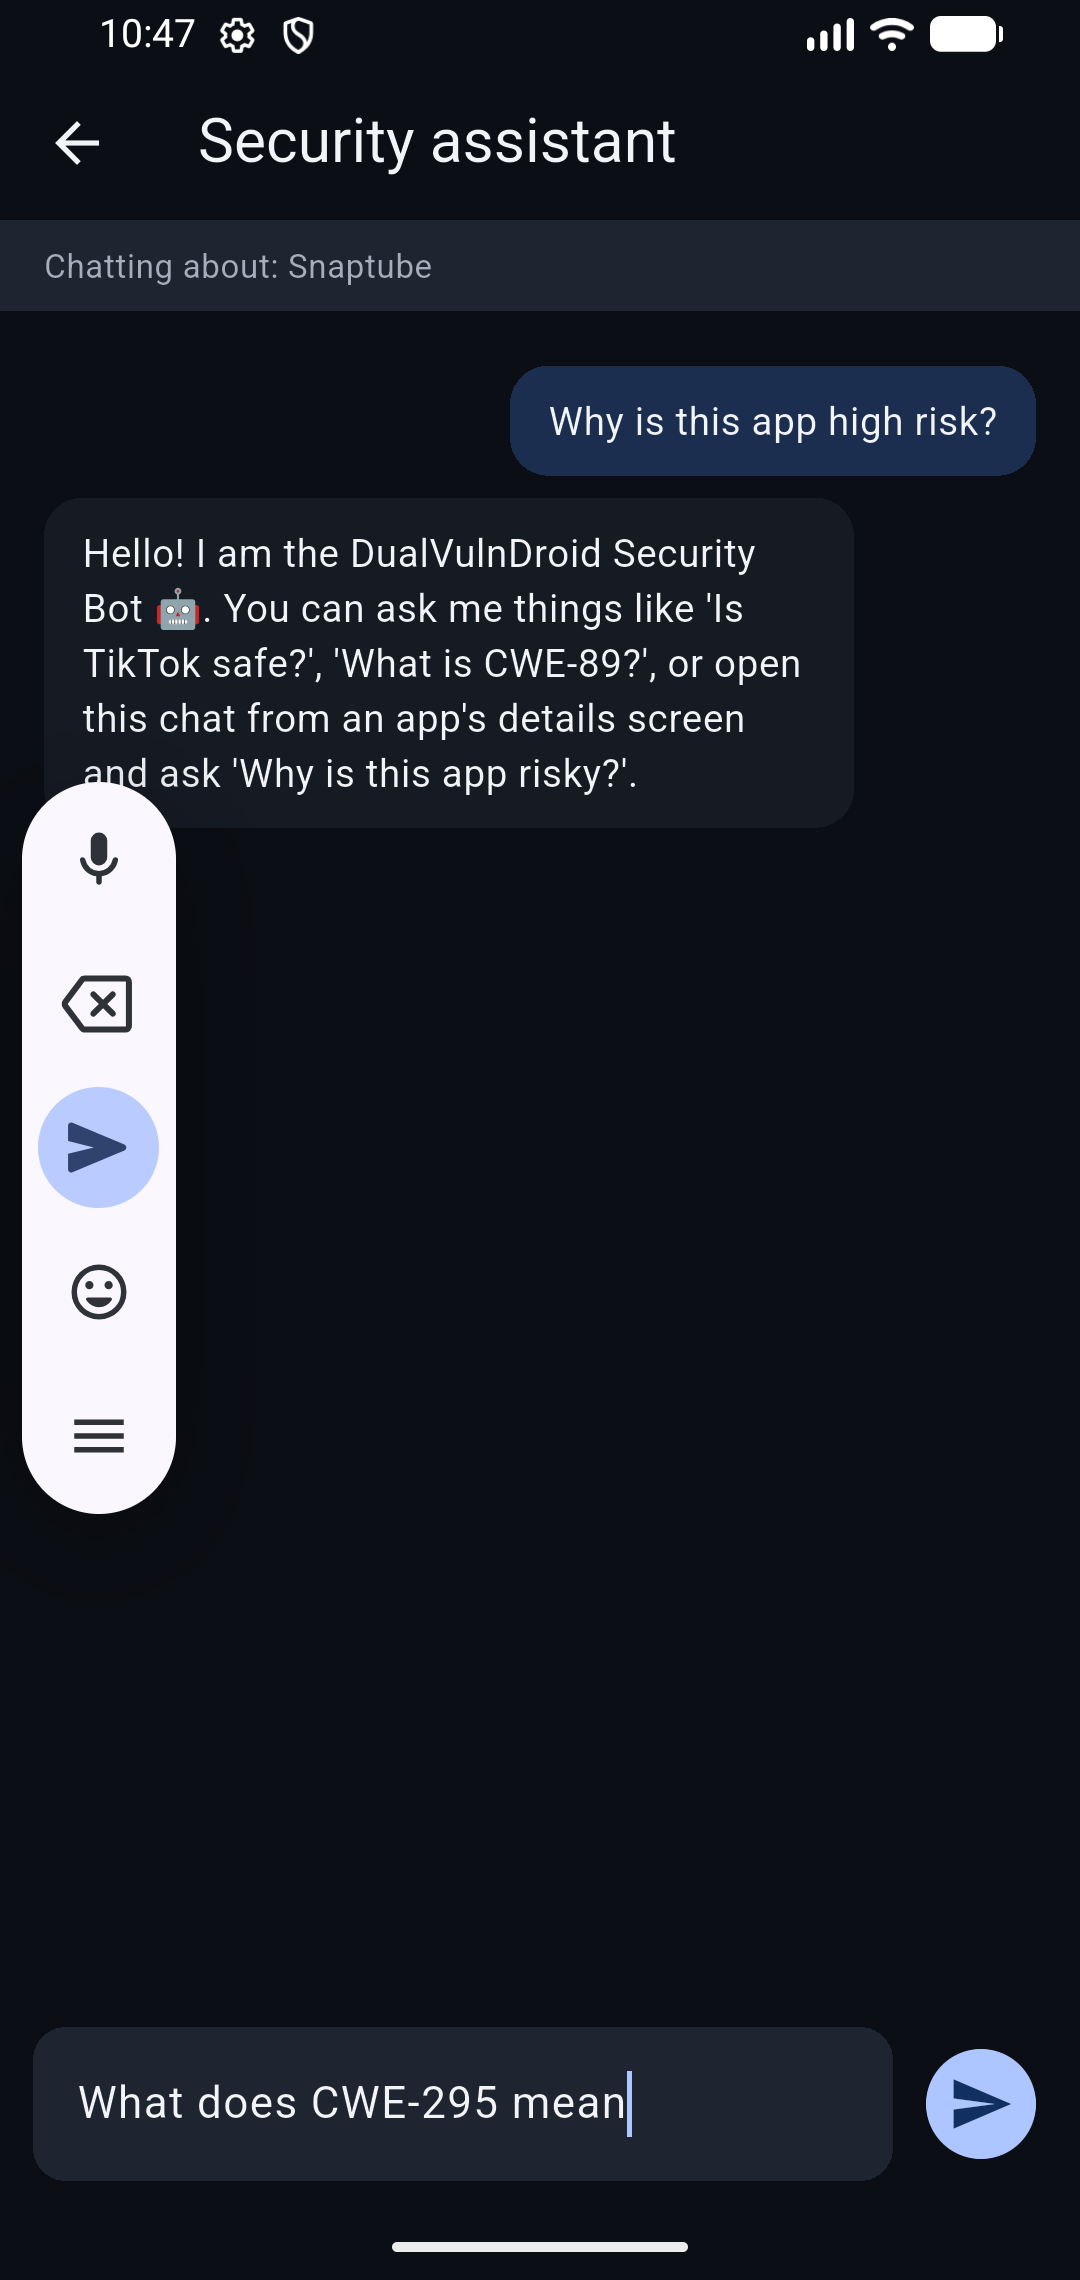 10:47
Security assistant
Chatting about: Snaptube
Why is this app high risk?
Hello! I am the DualVulnDroid Security
Bot 🤖. You can ask me things like 'Is
TikTok safe?', 'What is CWE-89?', or open
this chat from an app's details screen
and ask 'Why is this app risky?'.
What does CWE-295 mean